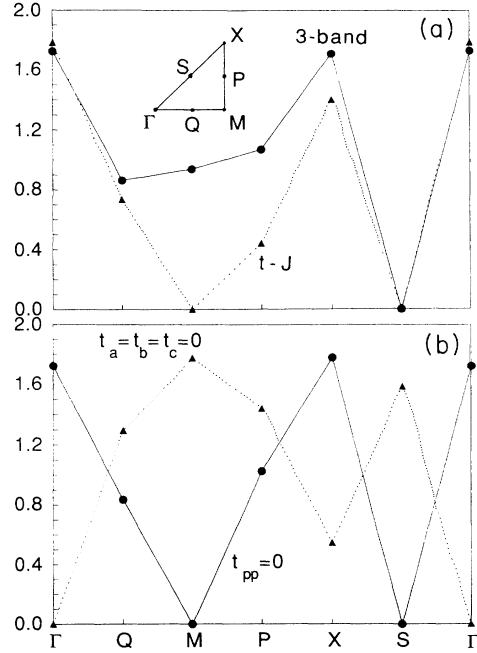 2.0
(a)
X
3-band
1.6
S
P
1.2
Γ
Q
M
0.8
0.4
t - J
0.0
2.0
t_a = t_b = t_c = 0
(b)
1.6
1.2
0.8
t_pp = 0
0.4
0.0
Γ
Q
M
P
X
S
Γ